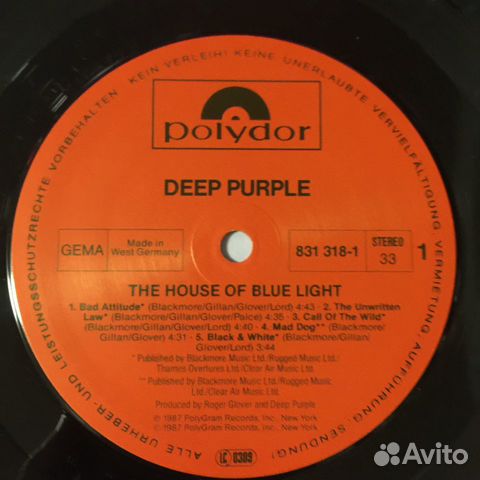 ALLE URHEBER- UND LEISTUNGSSCHUTZRECHTE VORBEHALTEN · KEIN VERLEIH! KEINE UNERLAUBTE VERVIELFÄLTIGUNG, VERMIETUNG, AUFFÜHRUNG, SENDUNG!
polydor
DEEP PURPLE
GEMA
Made in
West Germany
831 318-1
STEREO
33
1
THE HOUSE OF BLUE LIGHT
1. Bad Attitude* (Blackmore/Gillan/Glover/Lord) 4:43 · 2. The Unwritten
Law* (Blackmore/Gillan/Glover/Paice) 4:35 · 3. Call Of The Wild*
(Blackmore/Gillan/Glover/Lord) 4:40 · 4. Mad Dog** (Blackmore/
Gillan/Glover) 4:31 · 5. Black & White* (Blackmore/Gillan/
Glover/Lord) 3:44
* Published by Blackmore Music Ltd./Rugged Music Ltd./
Thames Overtures Ltd./Clear Air Music Ltd.
** Published by Blackmore Music Ltd./Rugged Music
Ltd./Clear Air Music Ltd.
Produced by Roger Glover and Deep Purple
℗ 1987 PolyGram Records, Inc., New York
© 1987 PolyGram Records, Inc., New York
LC 0309
Avito